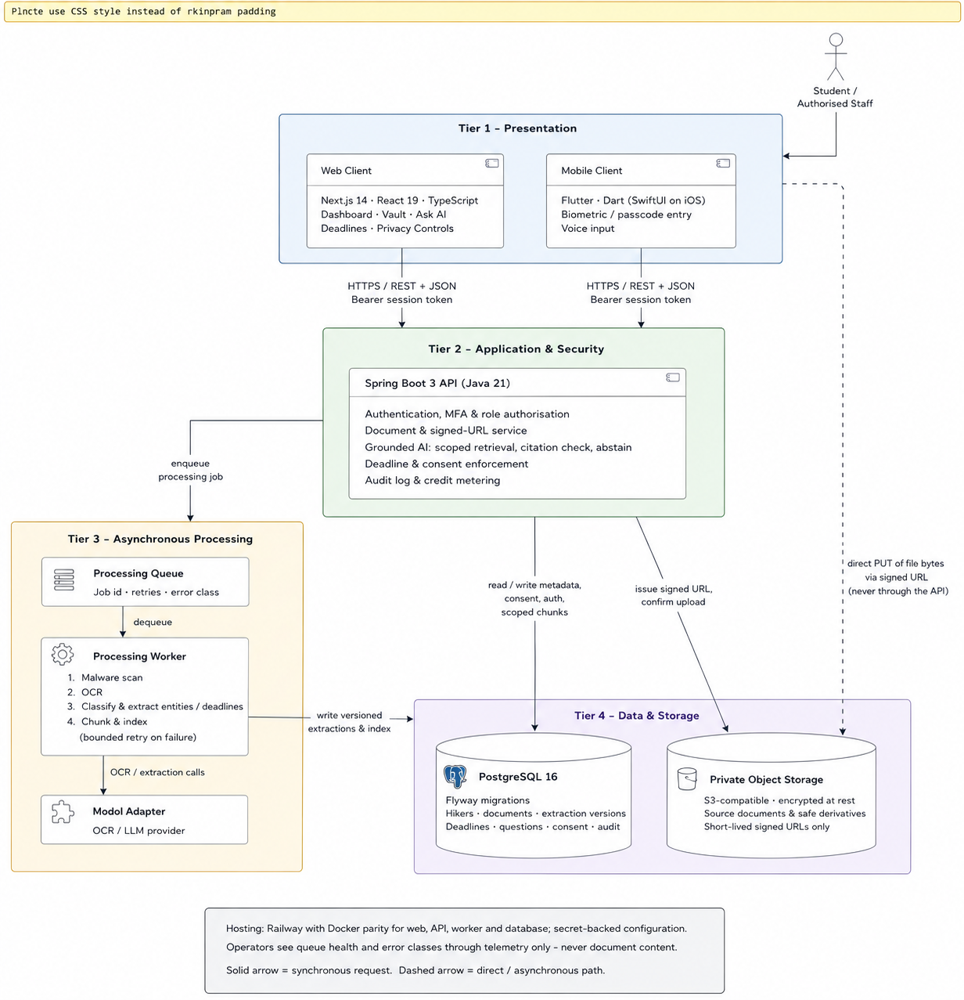 Plncte use CSS style instead of rkinpram padding
Student /
Authorised Staff
Tier 1 – Presentation
Web Client
Next.js 14 · React 19 · TypeScript
Dashboard · Vault · Ask AI
Deadlines · Privacy Controls
Mobile Client
Flutter · Dart (SwiftUI on iOS)
Biometric / passcode entry
Voice input
HTTPS / REST + JSON
Bearer session token
HTTPS / REST + JSON
Bearer session token
Tier 2 – Application & Security
Spring Boot 3 API (Java 21)
Authentication, MFA & role authorisation
Document & signed-URL service
Grounded AI: scoped retrieval, citation check, abstain
Deadline & consent enforcement
Audit log & credit metering
enqueue
processing job
Tier 3 – Asynchronous Processing
Processing Queue
Job id · retries · error class
dequeue
Processing Worker
1. Malware scan
2. OCR
3. Classify & extract entities / deadlines
4. Chunk & index
(bounded retry on failure)
OCR / extraction calls
Modol Adapter
OCR / LLM provider
read / write metadata,
consent, auth,
scoped chunks
issue signed URL,
confirm upload
direct PUT of file bytes
via signed URL
(never through the API)
write versioned
extractions & index
Tier 4 – Data & Storage
PostgreSQL 16
Flyway migrations
Hikers · documents · extraction versions
Deadlines · questions · consent · audit
Private Object Storage
S3-compatible · encrypted at rest
Source documents & safe derivatives
Short-lived signed URLs only
Hosting: Railway with Docker parity for web, API, worker and database; secret-backed configuration.
Operators see queue health and error classes through telemetry only – never document content.
Solid arrow = synchronous request. Dashed arrow = direct / asynchronous path.